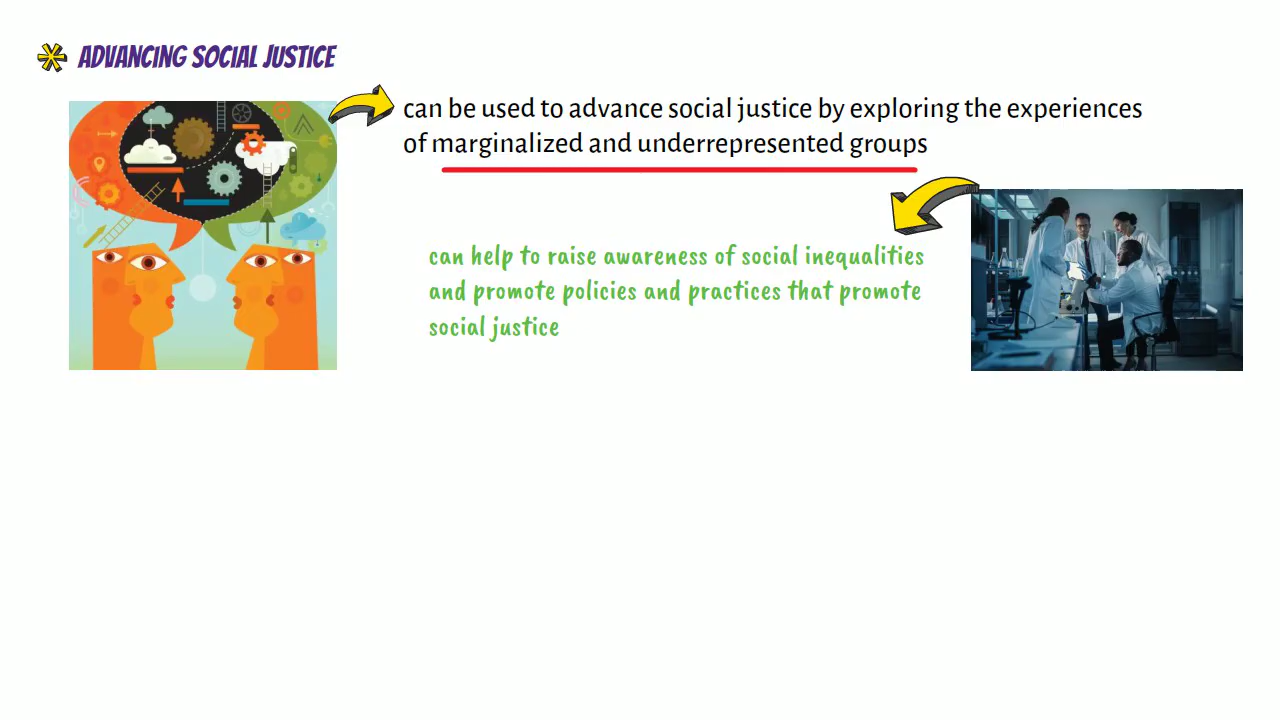 ADVANCING SOCIAL JUSTICE
can be used to advance social justice by exploring the experiences
of marginalized and underrepresented groups
can help to raise awareness of social inequalities
and promote policies and practices that promote
social justice